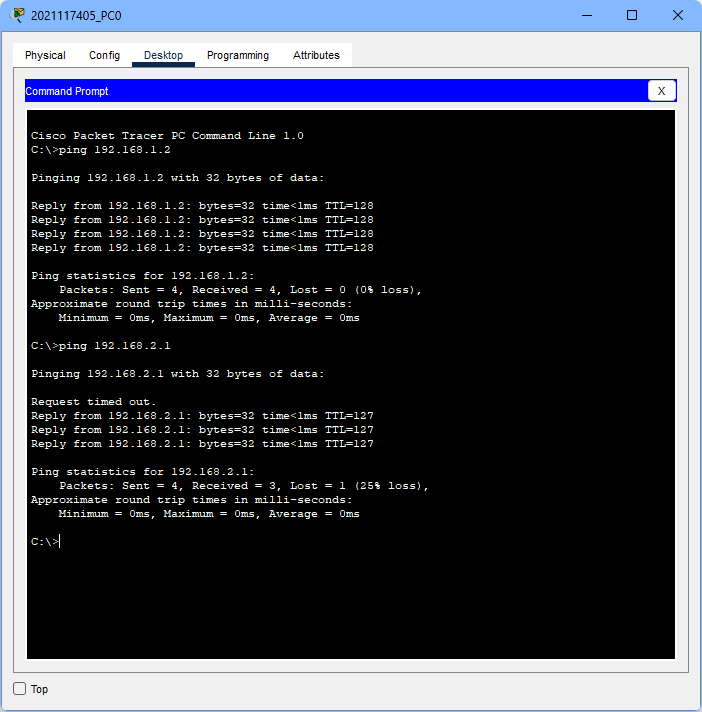 2021117405_PC0
Physical Config Desktop Programming Attributes
Command Prompt X
Cisco Packet Tracer PC Command Line 1.0
C:\>ping 192.168.1.2
Pinging 192.168.1.2 with 32 bytes of data:
Reply from 192.168.1.2: bytes=32 time<1ms TTL=128
Reply from 192.168.1.2: bytes=32 time<1ms TTL=128
Reply from 192.168.1.2: bytes=32 time<1ms TTL=128
Reply from 192.168.1.2: bytes=32 time<1ms TTL=128
Ping statistics for 192.168.1.2:
Packets: Sent = 4, Received = 4, Lost = 0 (0% loss),
Approximate round trip times in milli-seconds:
Minimum = 0ms, Maximum = 0ms, Average = 0ms
C:\>ping 192.168.2.1
Pinging 192.168.2.1 with 32 bytes of data:
Request timed out.
Reply from 192.168.2.1: bytes=32 time<1ms TTL=127
Reply from 192.168.2.1: bytes=32 time<1ms TTL=127
Reply from 192.168.2.1: bytes=32 time<1ms TTL=127
Ping statistics for 192.168.2.1:
Packets: Sent = 4, Received = 3, Lost = 1 (25% loss),
Approximate round trip times in milli-seconds:
Minimum = 0ms, Maximum = 0ms, Average = 0ms
C:\>
Top